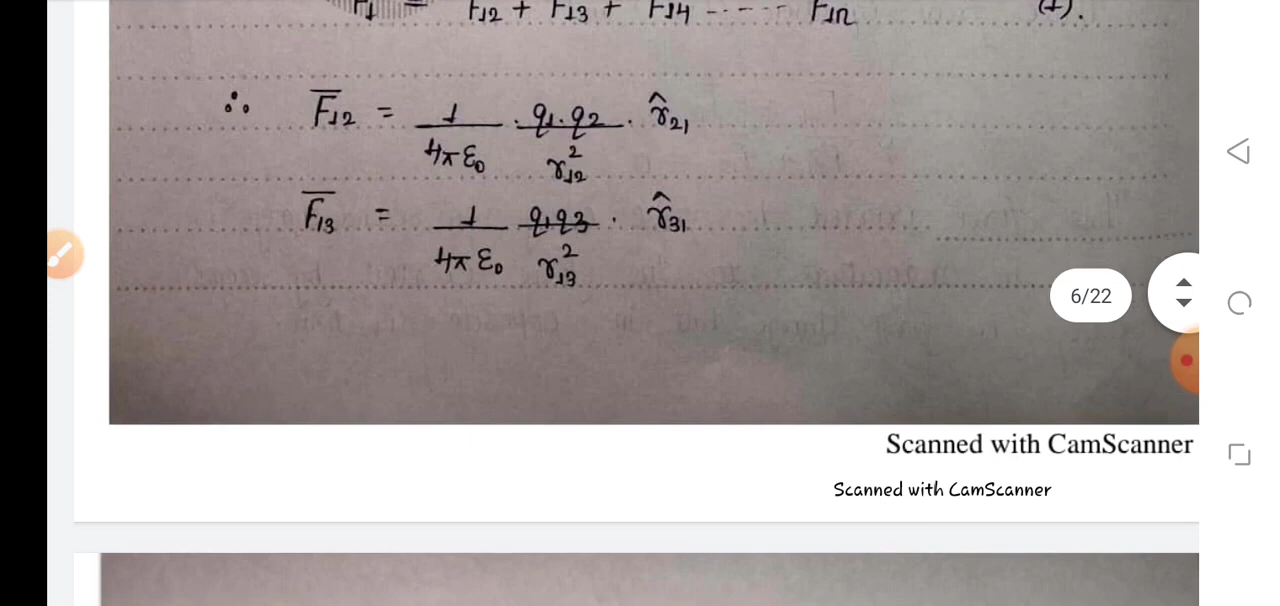 F₁ = F₁₂ + F₁₃ + F₁₄ ----- F₁n (1).
∴ F̅₁₂ = 1/4πε₀ · q₁·q₂/r₁₂² · r̂₂₁
F̅₁₃ = 1/4πε₀ q₁q₃/r₁₃² · r̂₃₁
6/22
Scanned with CamScanner
Scanned with CamScanner